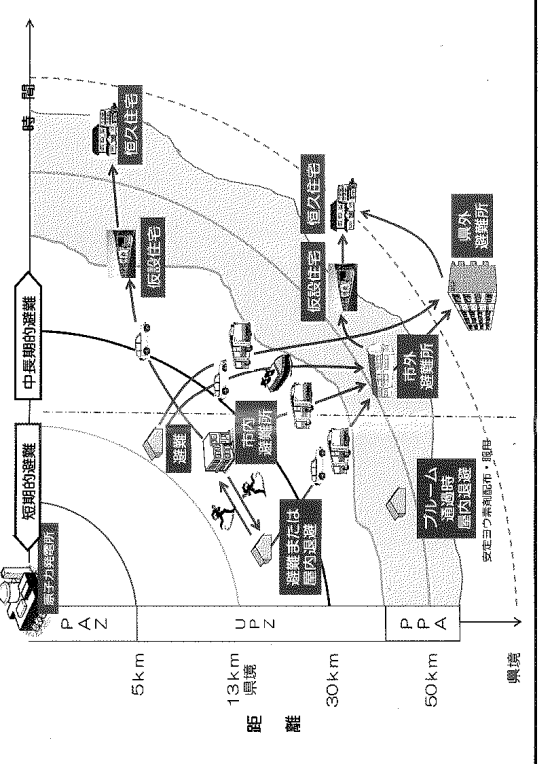 原子力発電所
短期的避難
中長期的避難
時間
PAZ
UPZ
PPA
5km
13km
県境
30km
50km
県境
距離
避難
市内
避難所
避難または
屋内退避
仮設住宅
恒久住宅
仮設住宅
恒久住宅
市外
避難所
県外
避難所
プルーム
通過時
屋内退避
安定ヨウ素剤配布・服用